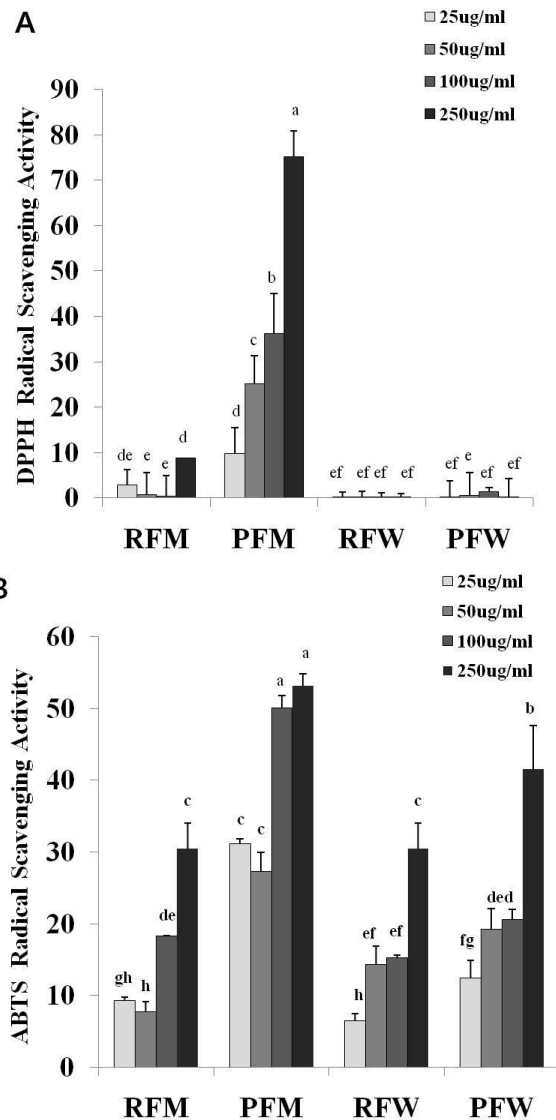 A
25ug/ml
50ug/ml
100ug/ml
250ug/ml
DPPH Radical Scavenging Activity
90
80
70
60
50
40
30
20
10
0
de e e d
d c b a
ef ef ef ef
ef e ef ef
RFM PFM RFW PFW
B
25ug/ml
50ug/ml
100ug/ml
250ug/ml
ABTS Radical Scavenging Activity
60
50
40
30
20
10
0
gh h de c
c c a a
h ef ef c
fg de d b
RFM PFM RFW PFW